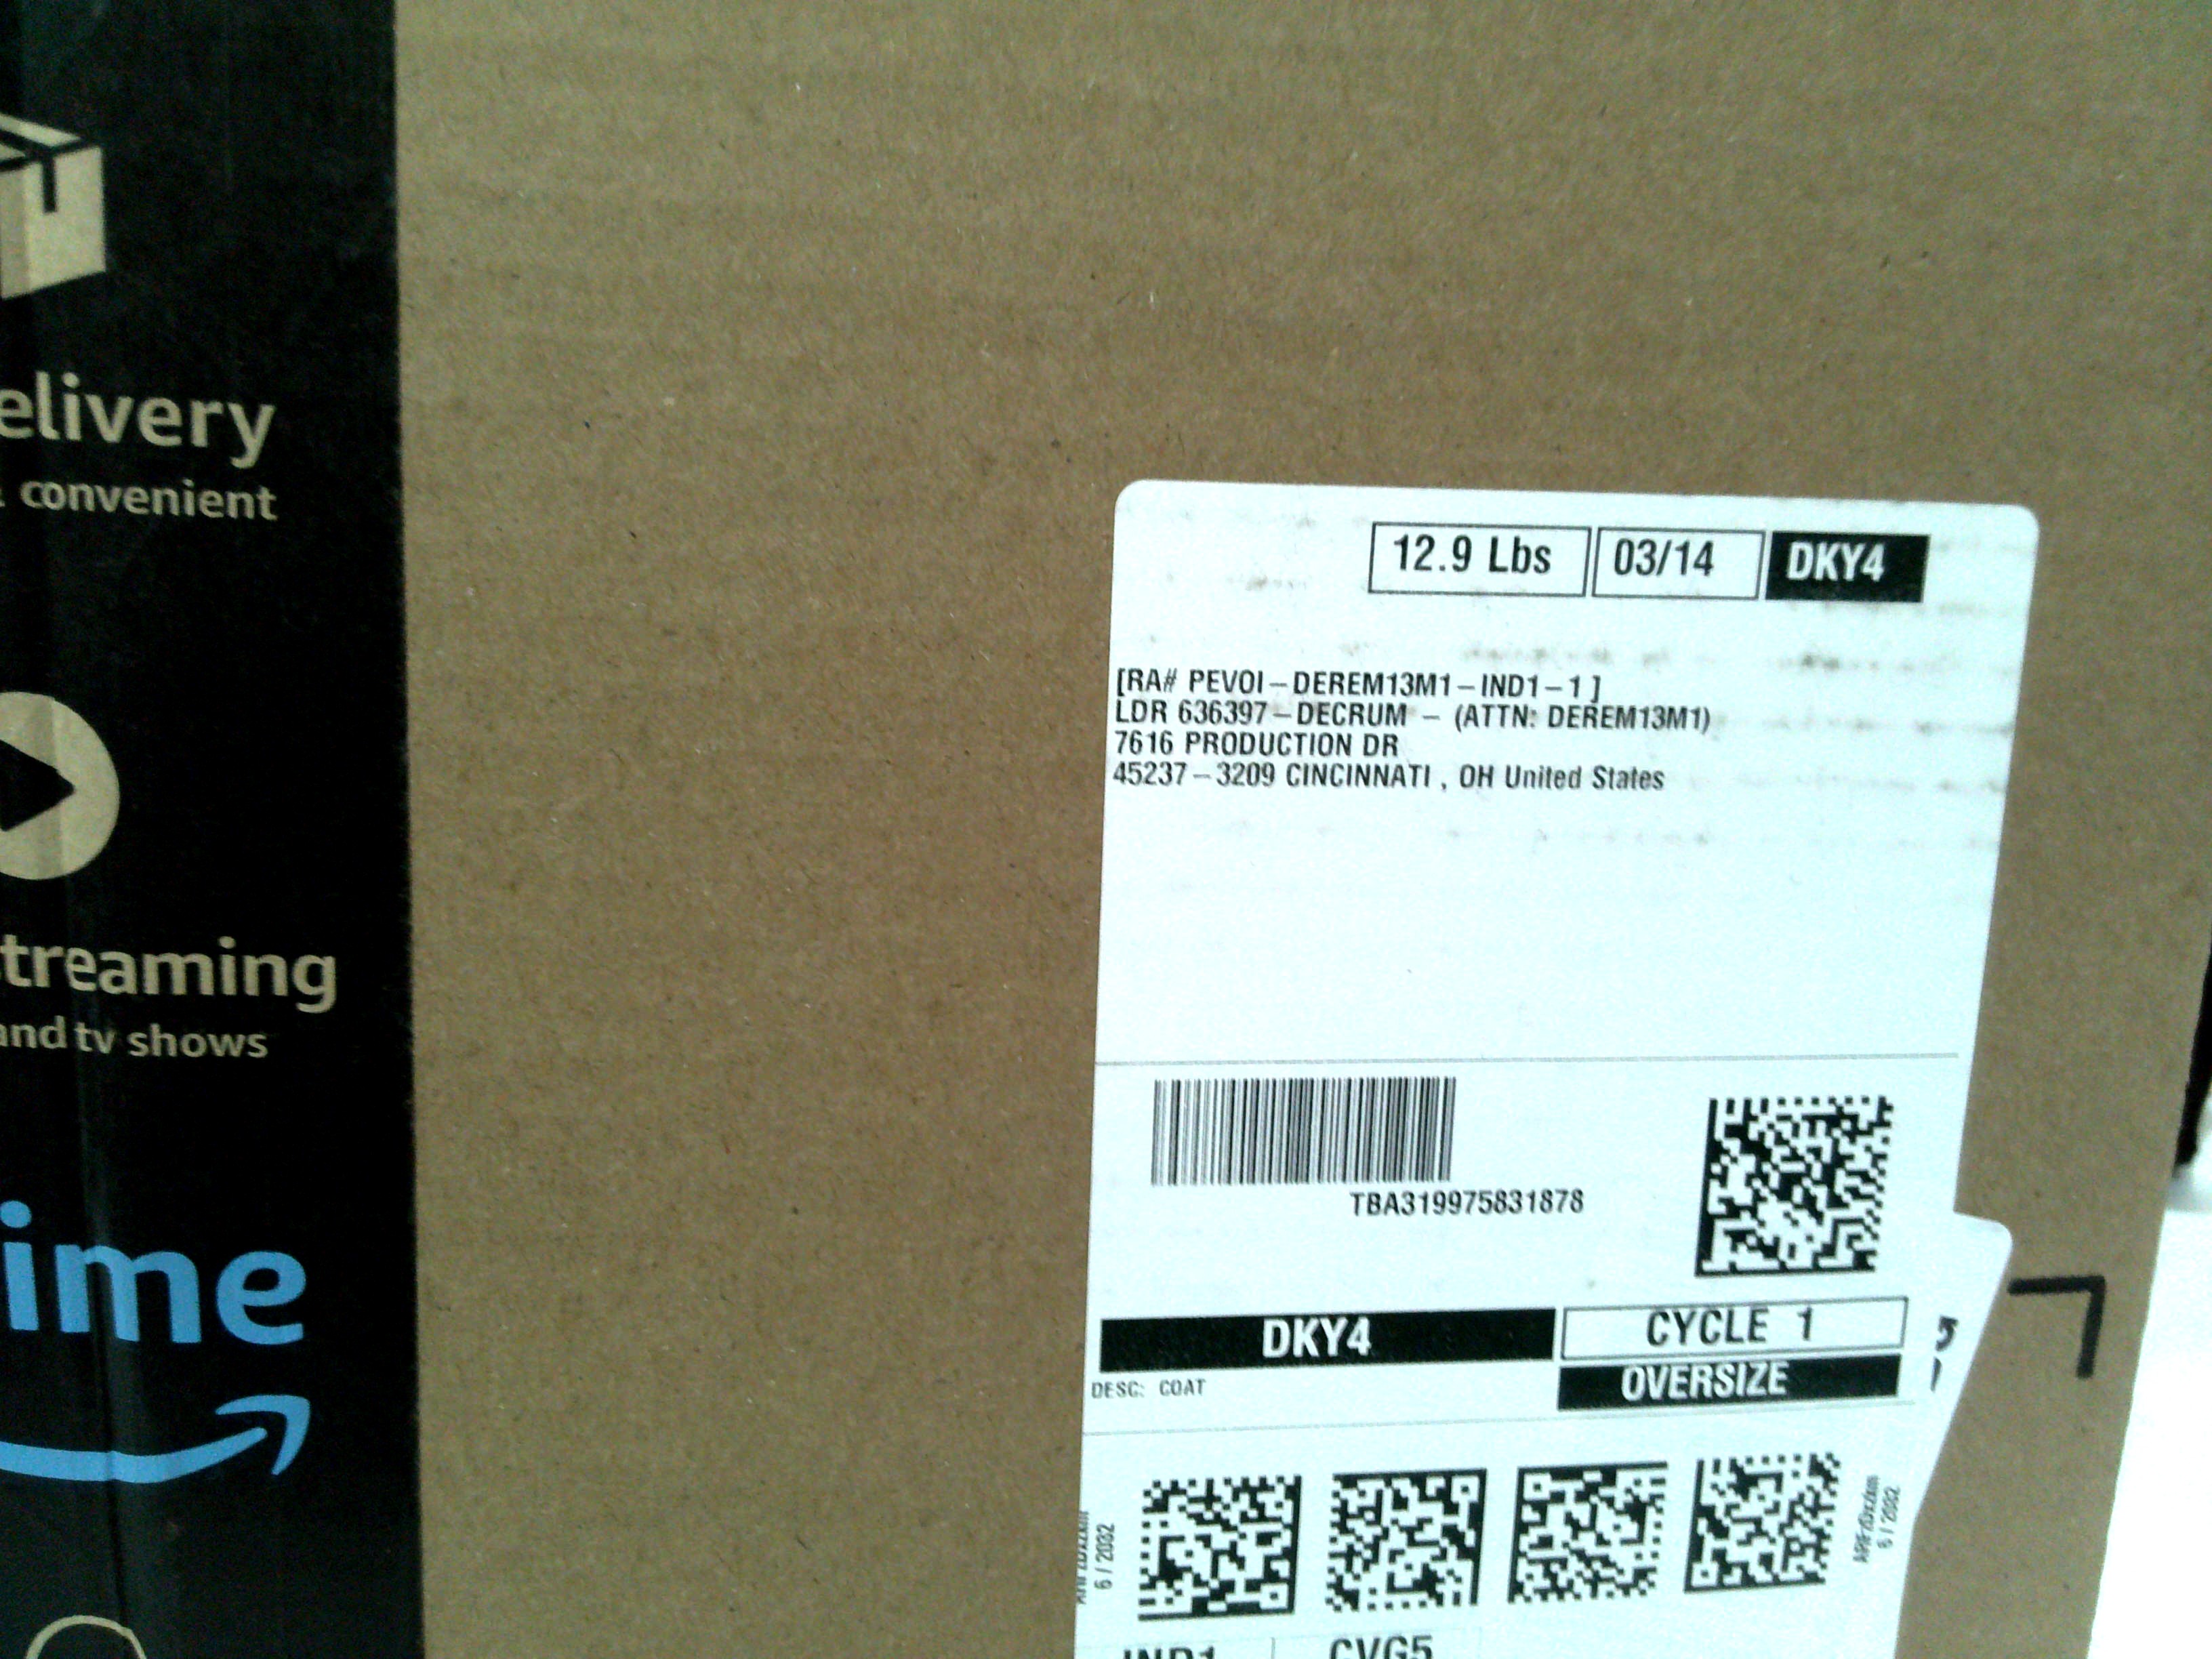 elivery
convenient
treaming
and tv shows
ime
12.9 Lbs 03/14 DKY4
[RA# PEVOI-DEREM13M1-IND1-1 ]
LDR 636397-DECRUM - (ATTN: DEREM13M1)
7616 PRODUCTION DR
45237-3209 CINCINNATI , OH United States
TBA319975831878
DKY4
CYCLE 1
DESC: COAT
OVERSIZE
6 / 2032
6 / 2032
IND1 CVG5